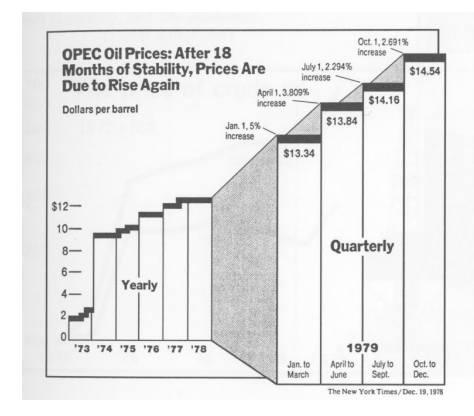 OPEC Oil Prices: After 18
Months of Stability, Prices Are
Due to Rise Again
Dollars per barrel
Oct. 1, 2.691%
increase
July 1, 2.294%
increase
April 1, 3.809%
increase
Jan. 1, 5%
increase
$14.54
$14.16
$13.84
$13.34
$12
10
8
6
4
2
0
Yearly
Quarterly
'73 '74 '75 '76 '77 '78
1979
Jan. to
March
April to
June
July to
Sept.
Oct. to
Dec.
The New York Times/Dec. 19, 1978